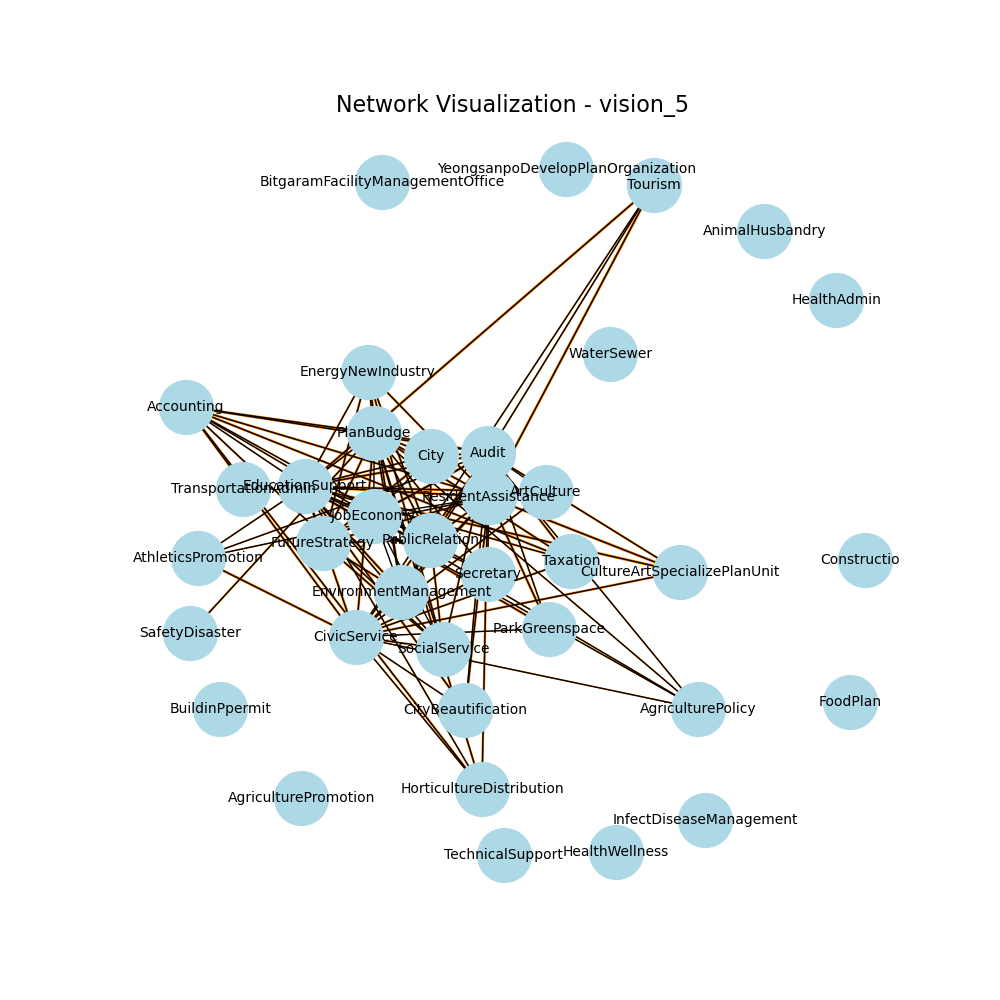 Network Visualization - vision_5
YeongsanpoDevelopPlanOrganization
BitgaramFacilityManagementOffice
Tourism
AnimalHusbandry
HealthAdmin
WaterSewer
EnergyNewIndustry
Accounting
PlanBudge
City
Audit
EducationSupport
TransportationAdmin
ArtCulture
ResidentAssistance
JobEconomy
PublicRelation
FutureStrategy
AthleticsPromotion
Taxation
Constructio
CultureArtSpecializePlanUnit
Secretary
EnvironmentManagement
ParkGreenspace
SafetyDisaster
CivicService
SocialService
FoodPlan
BuildinPpermit
CityBeautification
AgriculturePolicy
HorticultureDistribution
AgriculturePromotion
InfectDiseaseManagement
HealthWellness
TechnicalSupport